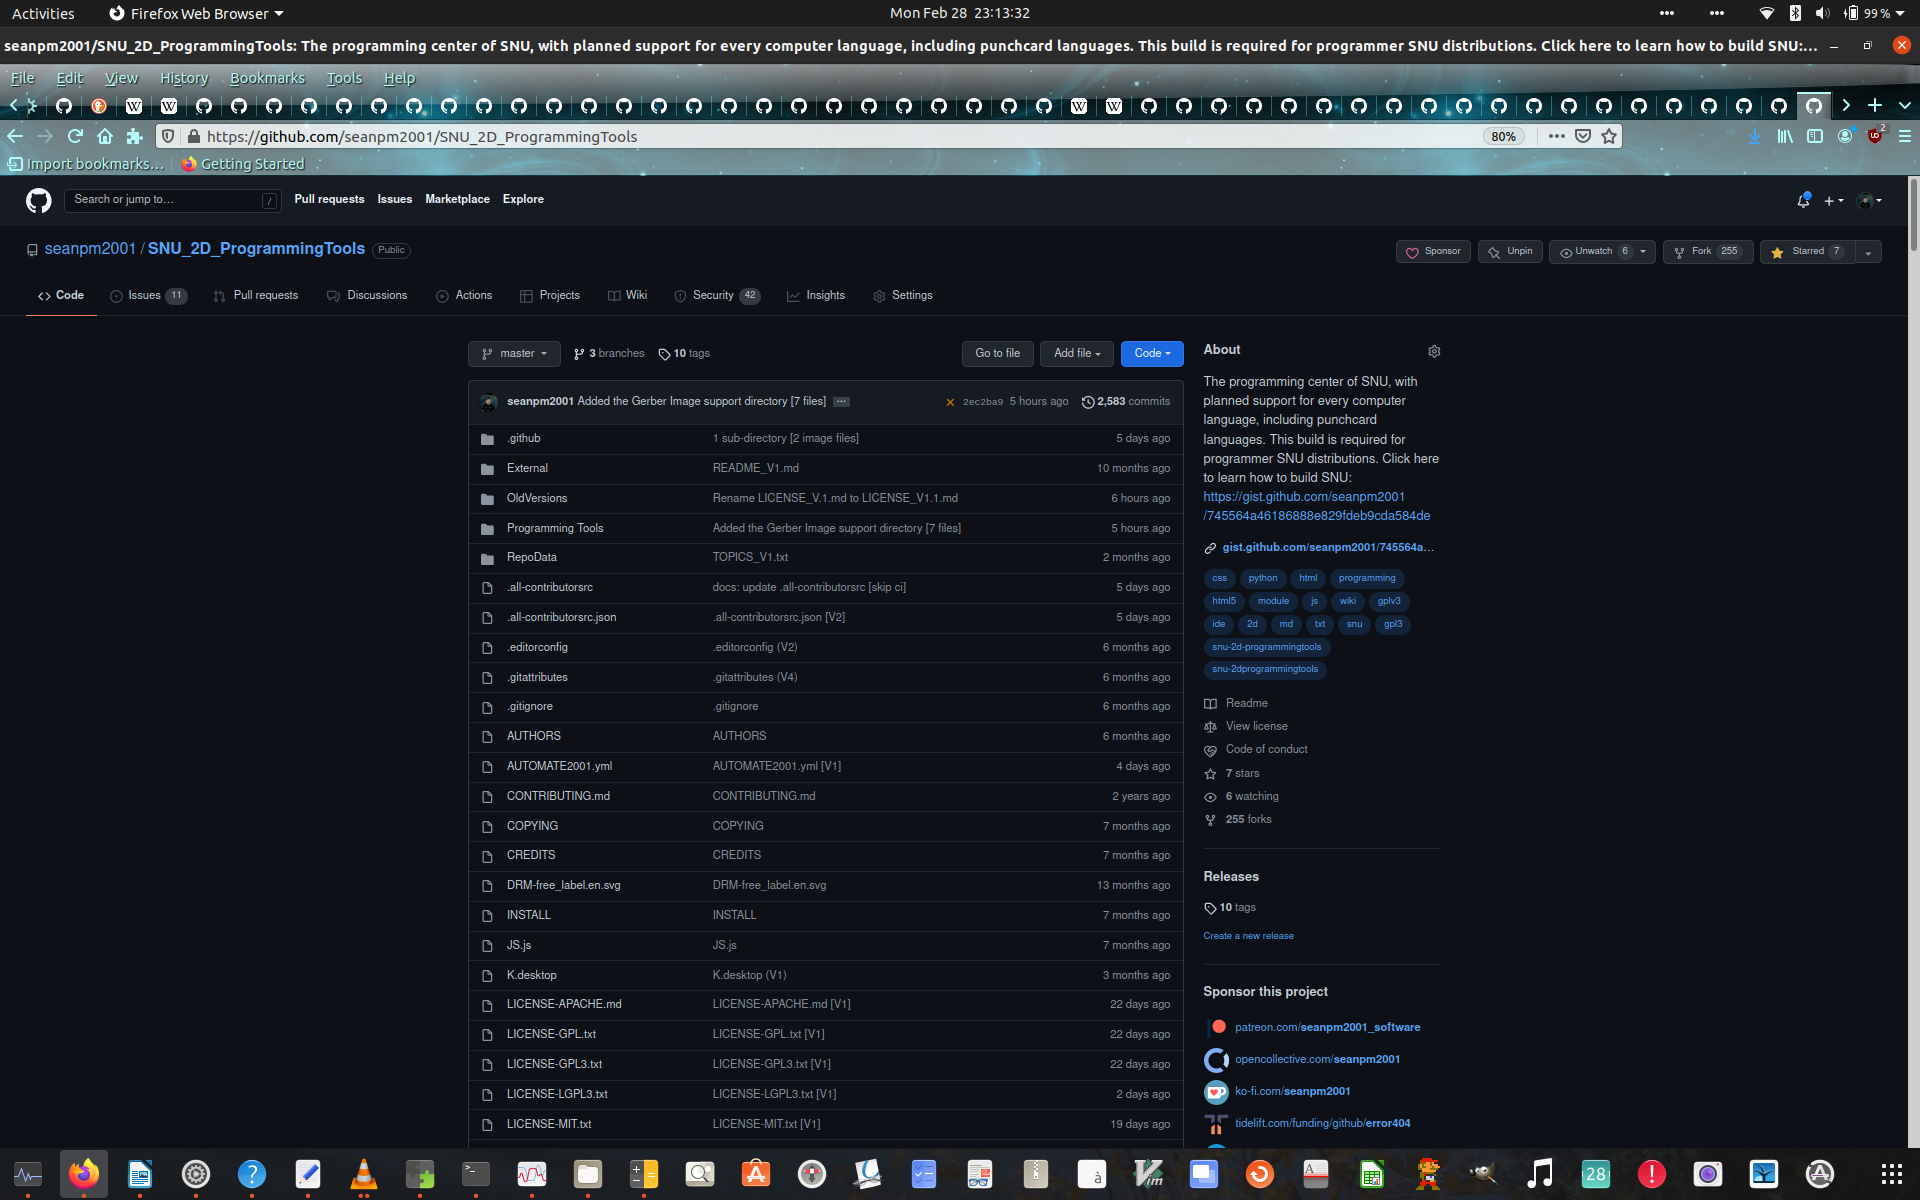 Activities Firefox Web Browser Mon Feb 28 23:13:32 99 %
seanpm2001/SNU_2D_ProgrammingTools: The programming center of SNU, with planned support for every computer language, including punchcard languages. This build is required for programmer SNU distributions. Click here to learn how to build SNU:...
File Edit View History Bookmarks Tools Help
https://github.com/seanpm2001/SNU_2D_ProgrammingTools 80% 2
Import bookmarks... Getting Started
Search or jump to... / Pull requests Issues Marketplace Explore
seanpm2001 / SNU_2D_ProgrammingTools Public Sponsor Unpin Unwatch 6 Fork 255 Starred 7
Code Issues 11 Pull requests Discussions Actions Projects Wiki Security 42 Insights Settings
master 3 branches 10 tags Go to file Add file Code
seanpm2001 Added the Gerber Image support directory [7 files] ... 2ec2ba9 5 hours ago 2,583 commits
.github 1 sub-directory [2 image files] 5 days ago
External README_V1.md 10 months ago
OldVersions Rename LICENSE_V.1.md to LICENSE_V1.1.md 6 hours ago
Programming Tools Added the Gerber Image support directory [7 files] 5 hours ago
RepoData TOPICS_V1.txt 2 months ago
.all-contributorsrc docs: update .all-contributorsrc [skip ci] 5 days ago
.all-contributorsrc.json .all-contributorsrc.json [V2] 5 days ago
.editorconfig .editorconfig (V2) 6 months ago
.gitattributes .gitattributes (V4) 6 months ago
.gitignore .gitignore 6 months ago
AUTHORS AUTHORS 6 months ago
AUTOMATE2001.yml AUTOMATE2001.yml [V1] 4 days ago
CONTRIBUTING.md CONTRIBUTING.md 2 years ago
COPYING COPYING 7 months ago
CREDITS CREDITS 7 months ago
DRM-free_label.en.svg DRM-free_label.en.svg 13 months ago
INSTALL INSTALL 7 months ago
JS.js JS.js 7 months ago
K.desktop K.desktop (V1) 3 months ago
LICENSE-APACHE.md LICENSE-APACHE.md [V1] 22 days ago
LICENSE-GPL.txt LICENSE-GPL.txt [V1] 22 days ago
LICENSE-GPL3.txt LICENSE-GPL3.txt [V1] 22 days ago
LICENSE-LGPL3.txt LICENSE-LGPL3.txt [V1] 2 days ago
LICENSE-MIT.txt LICENSE-MIT.txt [V1] 19 days ago
About
The programming center of SNU, with
planned support for every computer
language, including punchcard
languages. This build is required for
programmer SNU distributions. Click here
to learn how to build SNU:
https://gist.github.com/seanpm2001
/745564a46186888e829fdeb9cda584de
gist.github.com/seanpm2001/745564a...
css python html programming
html5 module js wiki gplv3
ide 2d md txt snu gpl3
snu-2d-programmingtools
snu-2dprogrammingtools
Readme
View license
Code of conduct
7 stars
6 watching
255 forks
Releases
10 tags
Create a new release
Sponsor this project
patreon.com/seanpm2001_software
opencollective.com/seanpm2001
ko-fi.com/seanpm2001
tidelift.com/funding/github/error404
28